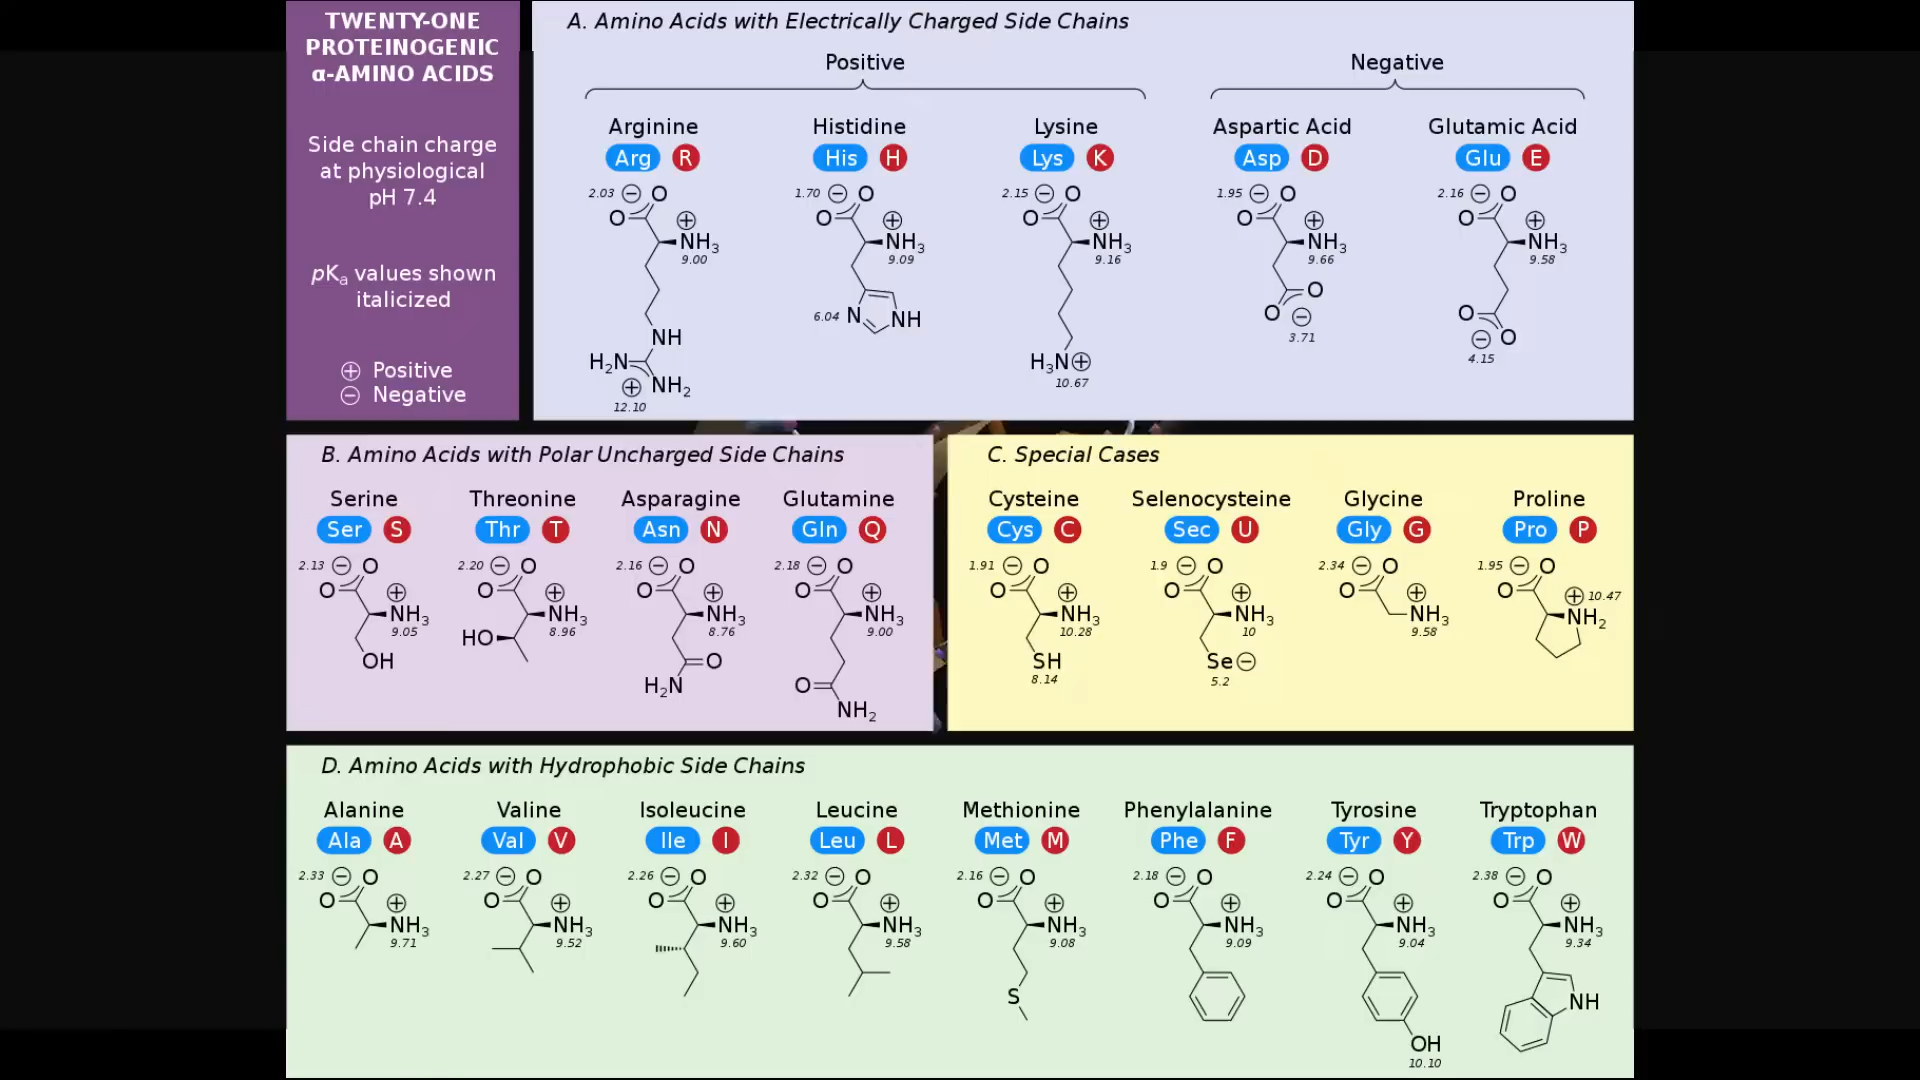 TWENTY-ONE
PROTEINOGENIC
α-AMINO ACIDS
Side chain charge
at physiological
pH 7.4
pKa values shown
italicized
⊕ Positive
⊖ Negative
A. Amino Acids with Electrically Charged Side Chains
Positive
Negative
Arginine
Arg R
2.03 ⊖ O
O ⊕
NH3
9.00
NH
H2N
⊕ NH2
12.10
Histidine
His H
1.70 ⊖ O
O ⊕
NH3
9.09
6.04 N NH
Lysine
Lys K
2.15 ⊖ O
O ⊕
NH3
9.16
H3N⊕
10.67
Aspartic Acid
Asp D
1.95 ⊖ O
O ⊕
NH3
9.66
O
O ⊖
3.71
Glutamic Acid
Glu E
2.16 ⊖ O
O ⊕
NH3
9.58
O
⊖ O
4.15
B. Amino Acids with Polar Uncharged Side Chains
Serine
Ser S
2.13 ⊖ O
O ⊕
NH3
9.05
OH
Threonine
Thr T
2.20 ⊖ O
O ⊕
NH3
8.96
HO
Asparagine
Asn N
2.16 ⊖ O
O ⊕
NH3
8.76
O
H2N
Glutamine
Gln Q
2.18 ⊖ O
O ⊕
NH3
9.00
O
NH2
C. Special Cases
Cysteine
Cys C
1.91 ⊖ O
O ⊕
NH3
10.28
SH
8.14
Selenocysteine
Sec U
1.9 ⊖ O
O ⊕
NH3
10
Se⊖
5.2
Glycine
Gly G
2.34 ⊖ O
O ⊕
NH3
9.58
Proline
Pro P
1.95 ⊖ O
O ⊕ 10.47
NH2
D. Amino Acids with Hydrophobic Side Chains
Alanine
Ala A
2.33 ⊖ O
O ⊕
NH3
9.71
Valine
Val V
2.27 ⊖ O
O ⊕
NH3
9.52
Isoleucine
Ile I
2.26 ⊖ O
O ⊕
NH3
9.60
Leucine
Leu L
2.32 ⊖ O
O ⊕
NH3
9.58
Methionine
Met M
2.16 ⊖ O
O ⊕
NH3
9.08
S
Phenylalanine
Phe F
2.18 ⊖ O
O ⊕
NH3
9.09
Tyrosine
Tyr Y
2.24 ⊖ O
O ⊕
NH3
9.04
OH
10.10
Tryptophan
Trp W
2.38 ⊖ O
O ⊕
NH3
9.34
NH